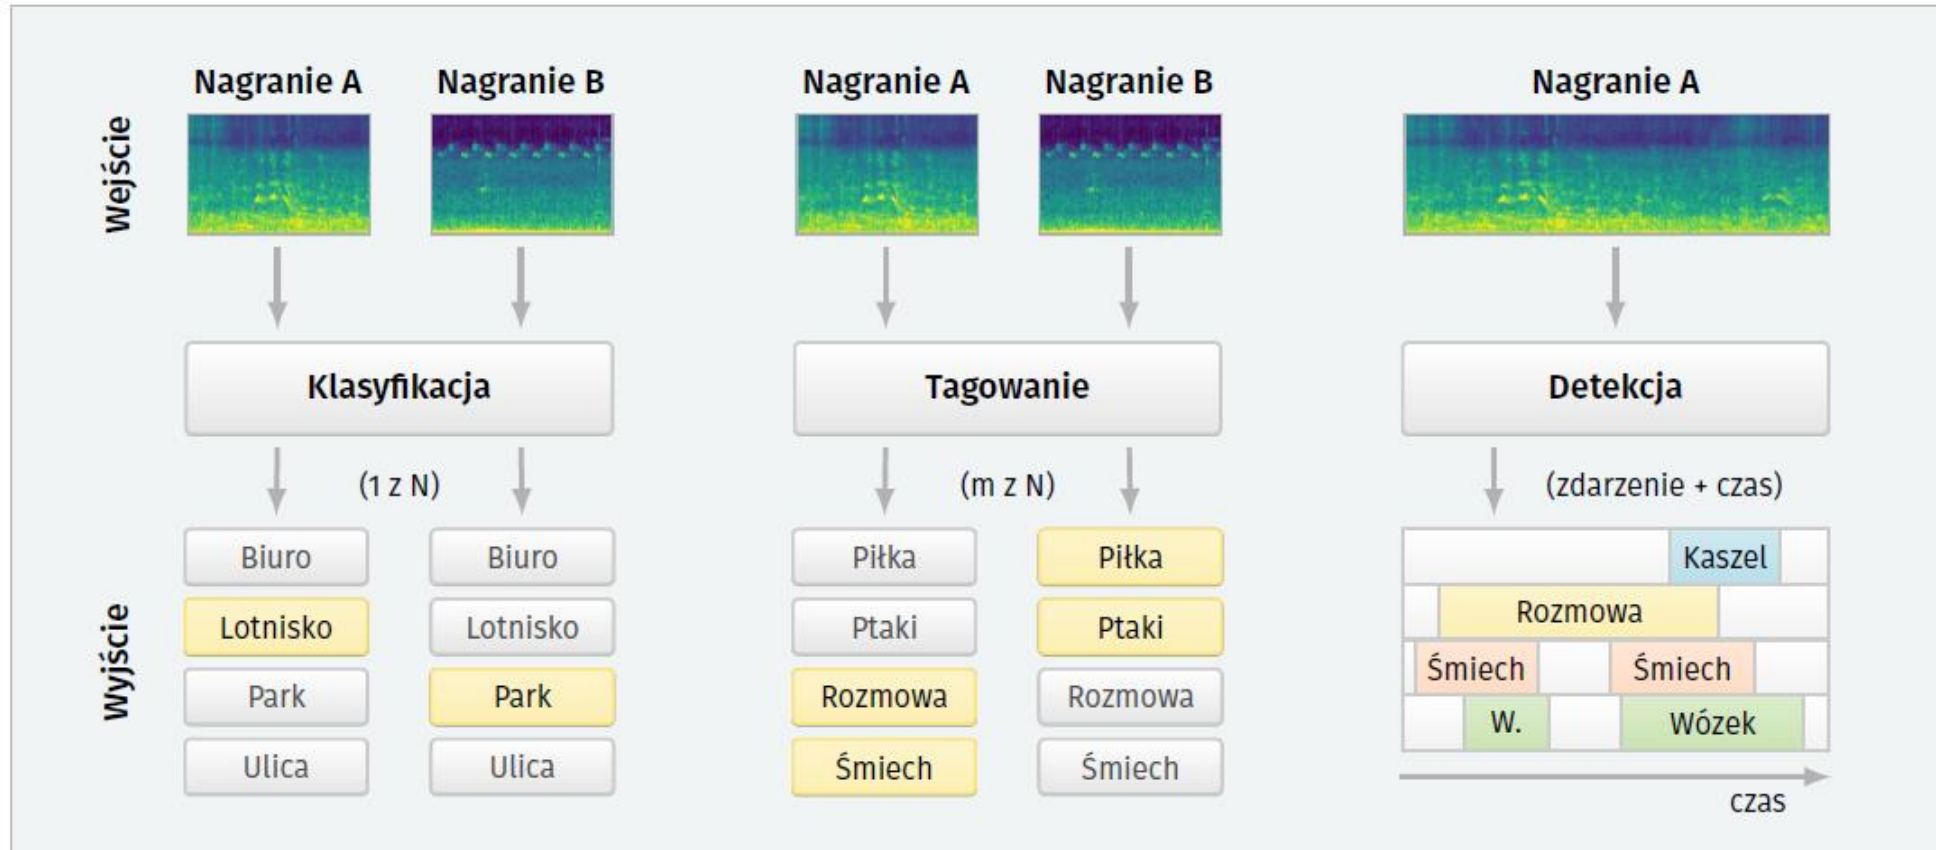 Nagranie A
Nagranie B
Nagranie A
Nagranie B
Nagranie A
Wejście
Klasyfikacja
Tagowanie
Detekcja
(1 z N)
(m z N)
(zdarzenie + czas)
Wyjście
Biuro
Lotnisko
Park
Ulica
Biuro
Lotnisko
Park
Ulica
Piłka
Ptaki
Rozmowa
Śmiech
Piłka
Ptaki
Rozmowa
Śmiech
Kaszel
Rozmowa
Śmiech
Śmiech
W.
Wózek
czas